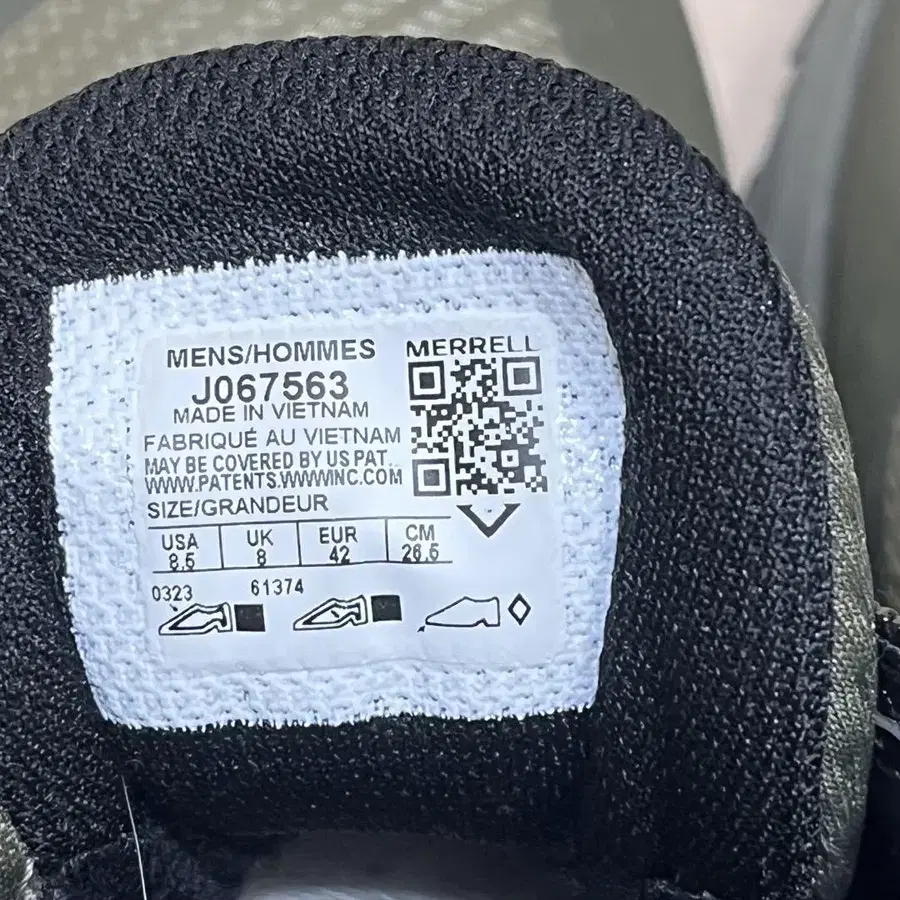 MENS/HOMMES
MERRELL
J067563
MADE IN VIETNAM
FABRIQUÉ AU VIETNAM
MAY BE COVERED BY US PAT.
WWW.PATENTS.WWWINC.COM
SIZE/GRANDEUR
USA UK EUR CM
8.5 8 42 26.5
0323 61374